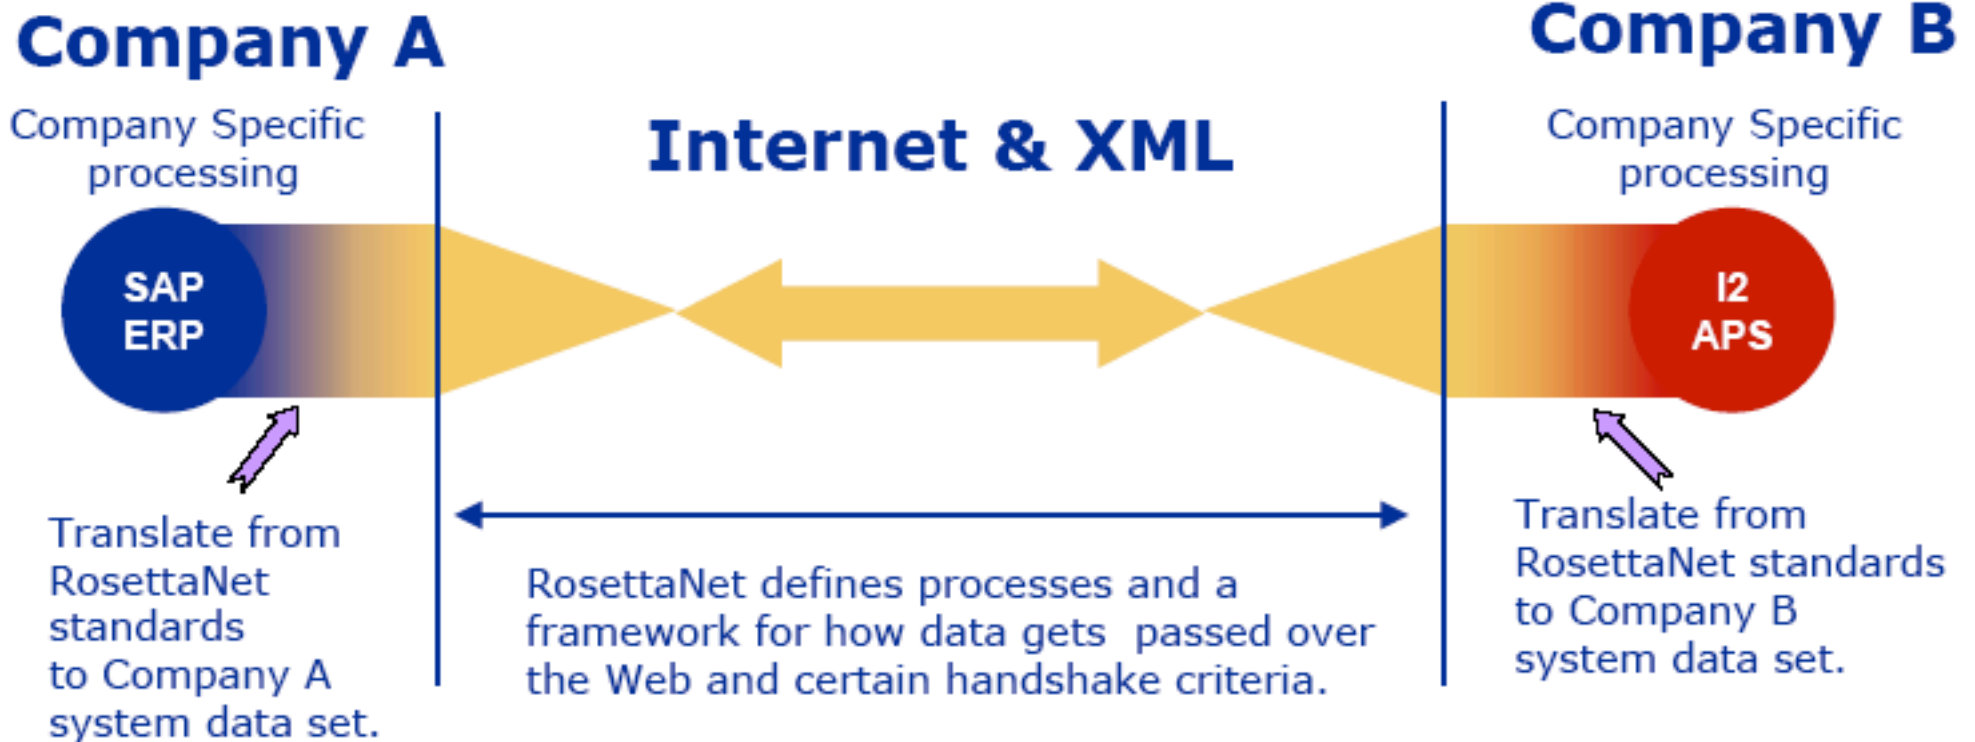 Company A
Company Specific
processing
SAP
ERP
Translate from
RosettaNet
standards
to Company A
system data set.
Internet & XML
RosettaNet defines processes and a
framework for how data gets  passed over
the Web and certain handshake criteria.
Company B
Company Specific
processing
I2
APS
Translate from
RosettaNet standards
to Company B
system data set.